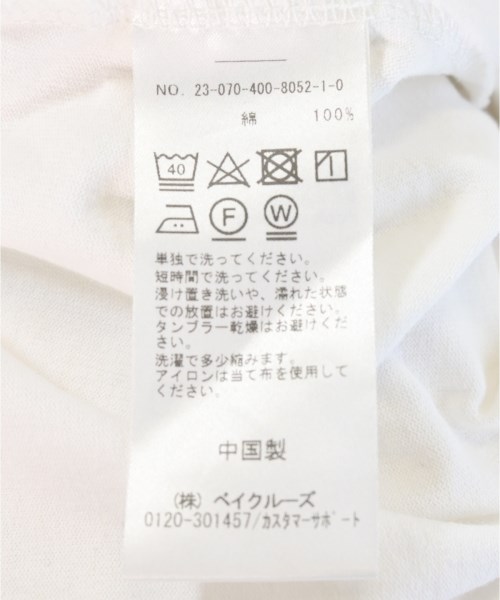 NO. 23-070-400-8052-1-0
綿 100%
40
F W
単独で洗ってください。
短時間で洗ってください。
浸け置き洗いや、濡れた状態
での放置はお避けください。
タンブラー乾燥はお避けくだ
さい。
洗濯で多少縮みます。
アイロンは当て布を使用して
ください。
中国製
(株) ベイクルーズ
0120-301457/カスタマーサポート